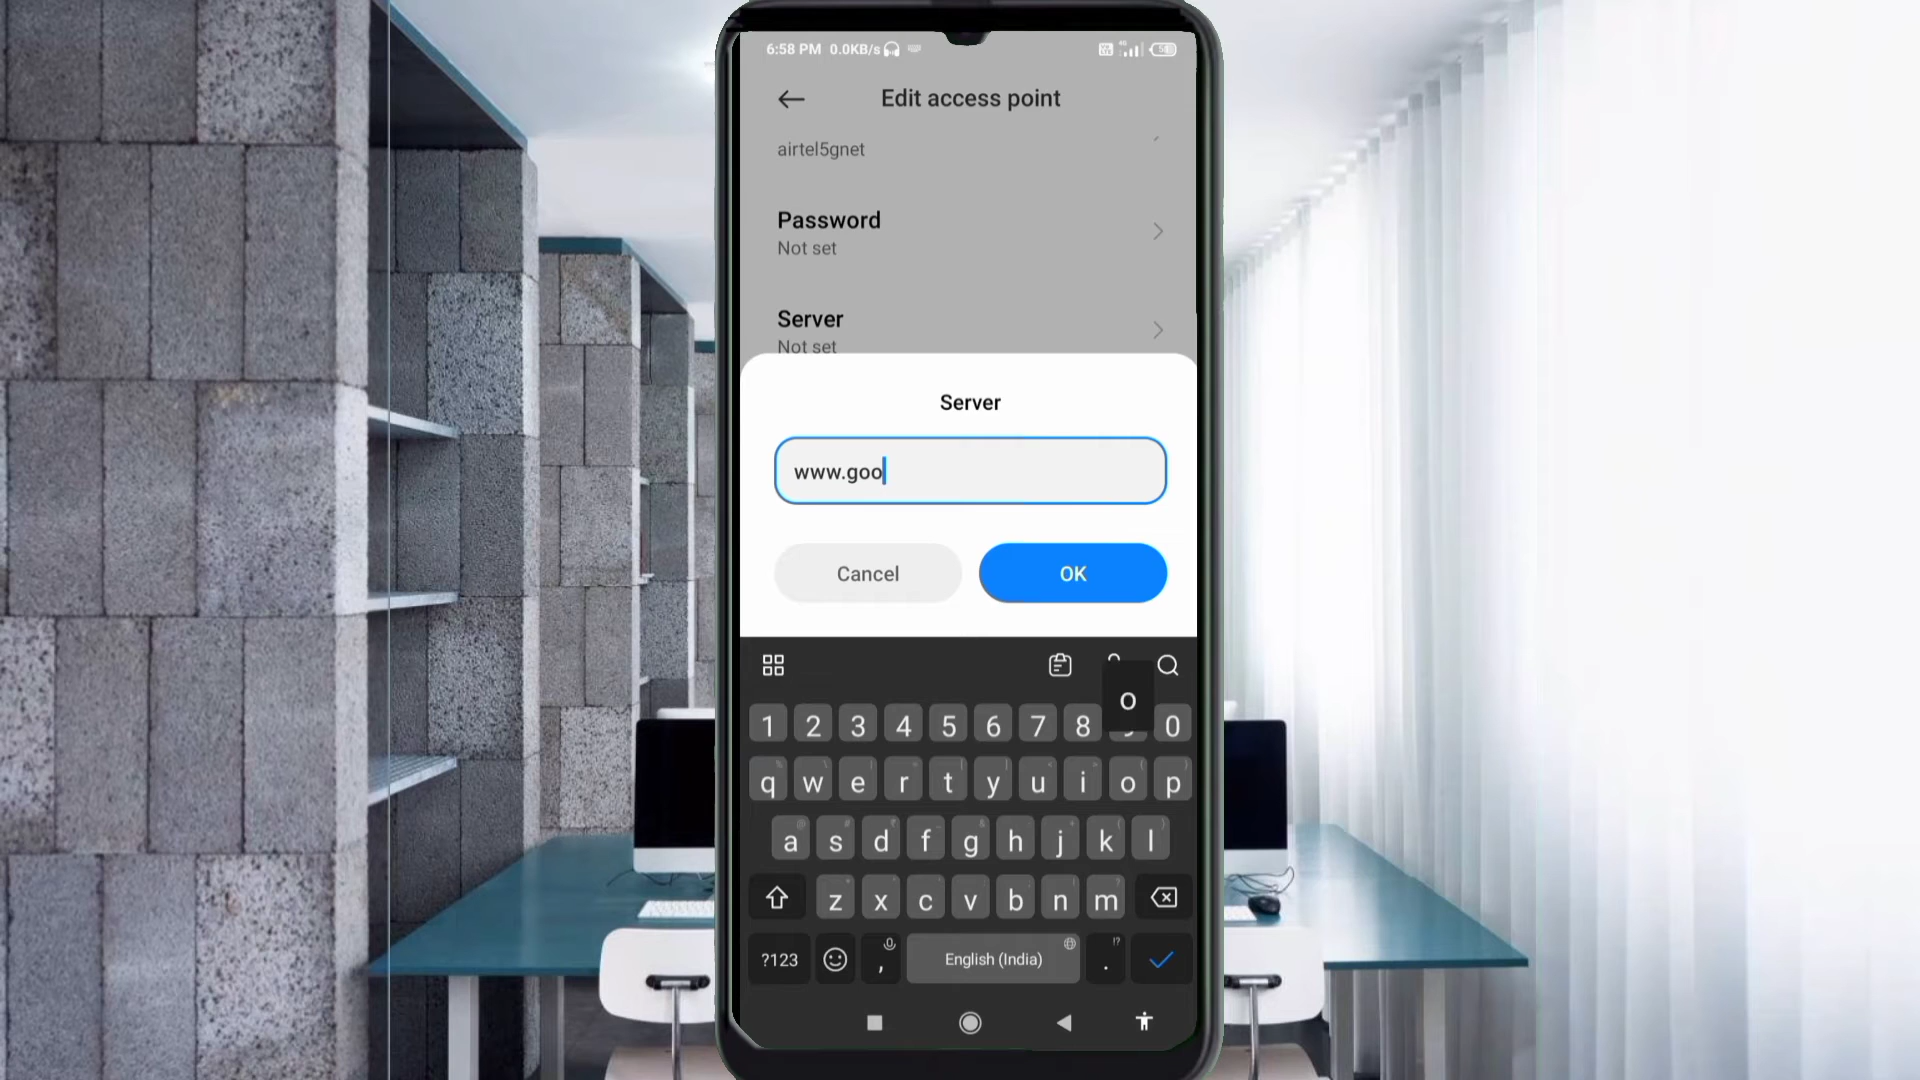 6:58 PM 0.0KB/s
Edit access point
airtel5gnet
Password
Not set
Server
Not set
Server
www.goo
Cancel
OK
o
1 2 3 4 5 6 7 8 9 0
q w e r t y u i o p
a s d f g h j k l
z x c v b n m
?123 , English (India) .